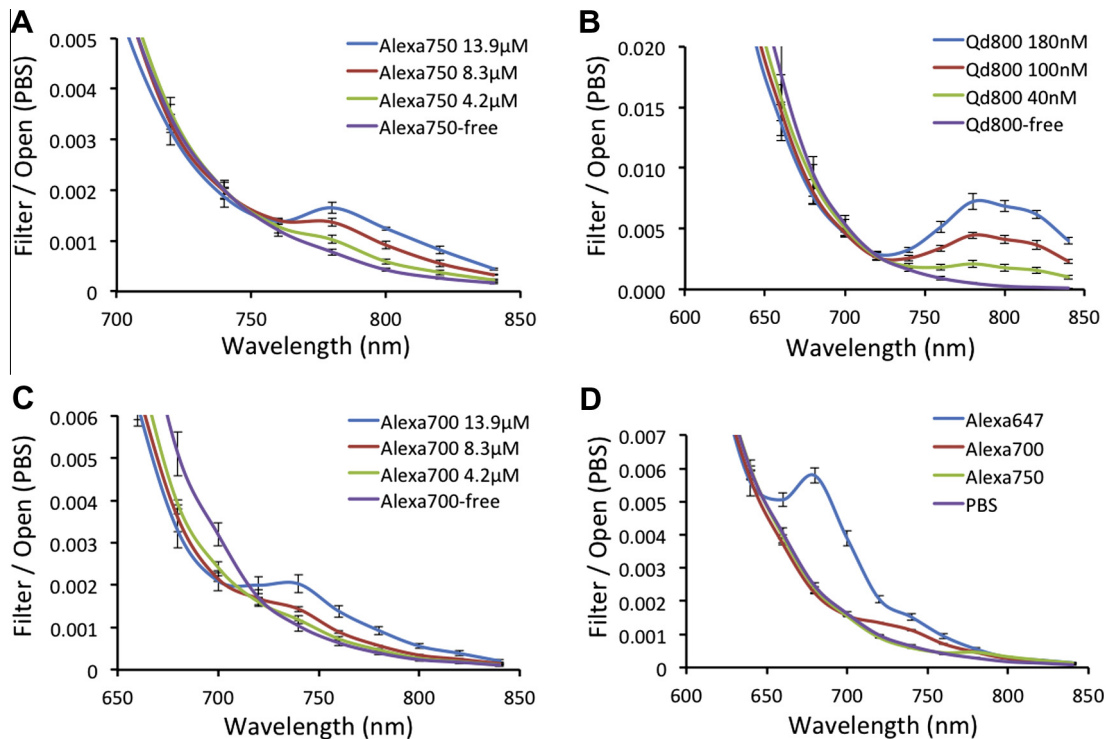 A
Filter / Open (PBS)
0.005
0.004
0.003
0.002
0.001
0
700
750
800
850
Wavelength (nm)
Alexa750 13.9µM
Alexa750 8.3µM
Alexa750 4.2µM
Alexa750-free
B
Filter / Open (PBS)
0.020
0.015
0.010
0.005
0.000
600
650
700
750
800
850
Wavelength (nm)
Qd800 180nM
Qd800 100nM
Qd800 40nM
Qd800-free
C
Filter / Open (PBS)
0.006
0.005
0.004
0.003
0.002
0.001
0
650
700
750
800
850
Wavelength (nm)
Alexa700 13.9µM
Alexa700 8.3µM
Alexa700 4.2µM
Alexa700-free
D
Filter / Open (PBS)
0.007
0.006
0.005
0.004
0.003
0.002
0.001
0
600
650
700
750
800
850
Wavelength (nm)
Alexa647
Alexa700
Alexa750
PBS